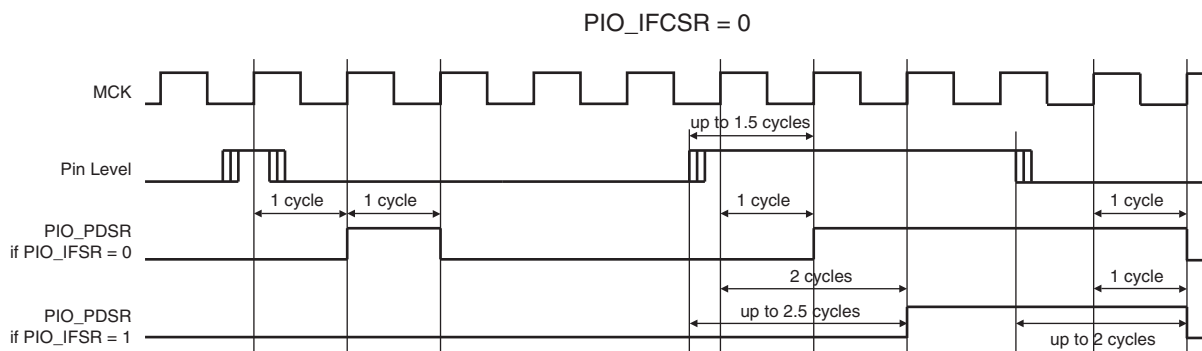 PIO_IFCSR = 0
MCK
up to 1.5 cycles
Pin Level
1 cycle
1 cycle
1 cycle
1 cycle
PIO_PDSR
if PIO_IFSR = 0
2 cycles
1 cycle
PIO_PDSR
if PIO_IFSR = 1
up to 2.5 cycles
up to 2 cycles